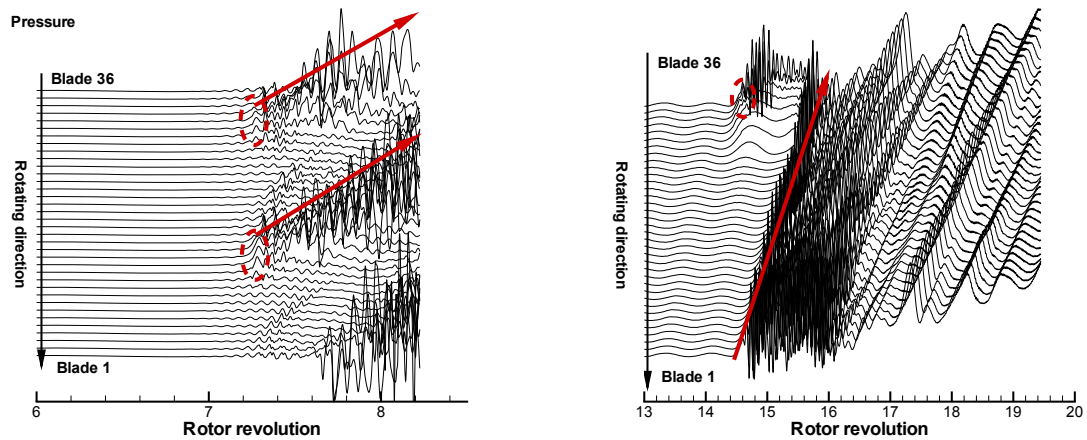 Pressure
Blade 36
Rotating direction
Blade 1
6 7 8
Rotor revolution
Blade 36
Rotating direction
Blade 1
13 14 15 16 17 18 19 20
Rotor revolution